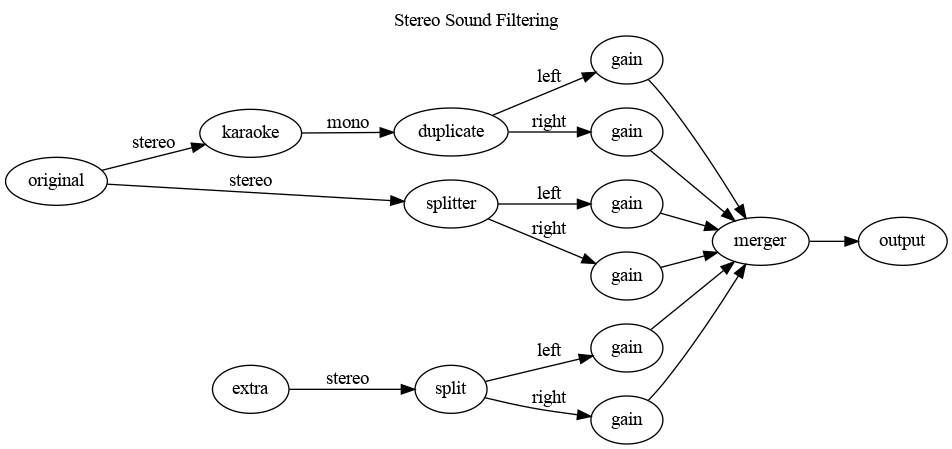 Stereo Sound Filtering
gain
left
karaoke
mono
duplicate
right
gain
stereo
original
stereo
splitter
left
gain
right
gain
merger
output
gain
left
extra
stereo
split
right
gain